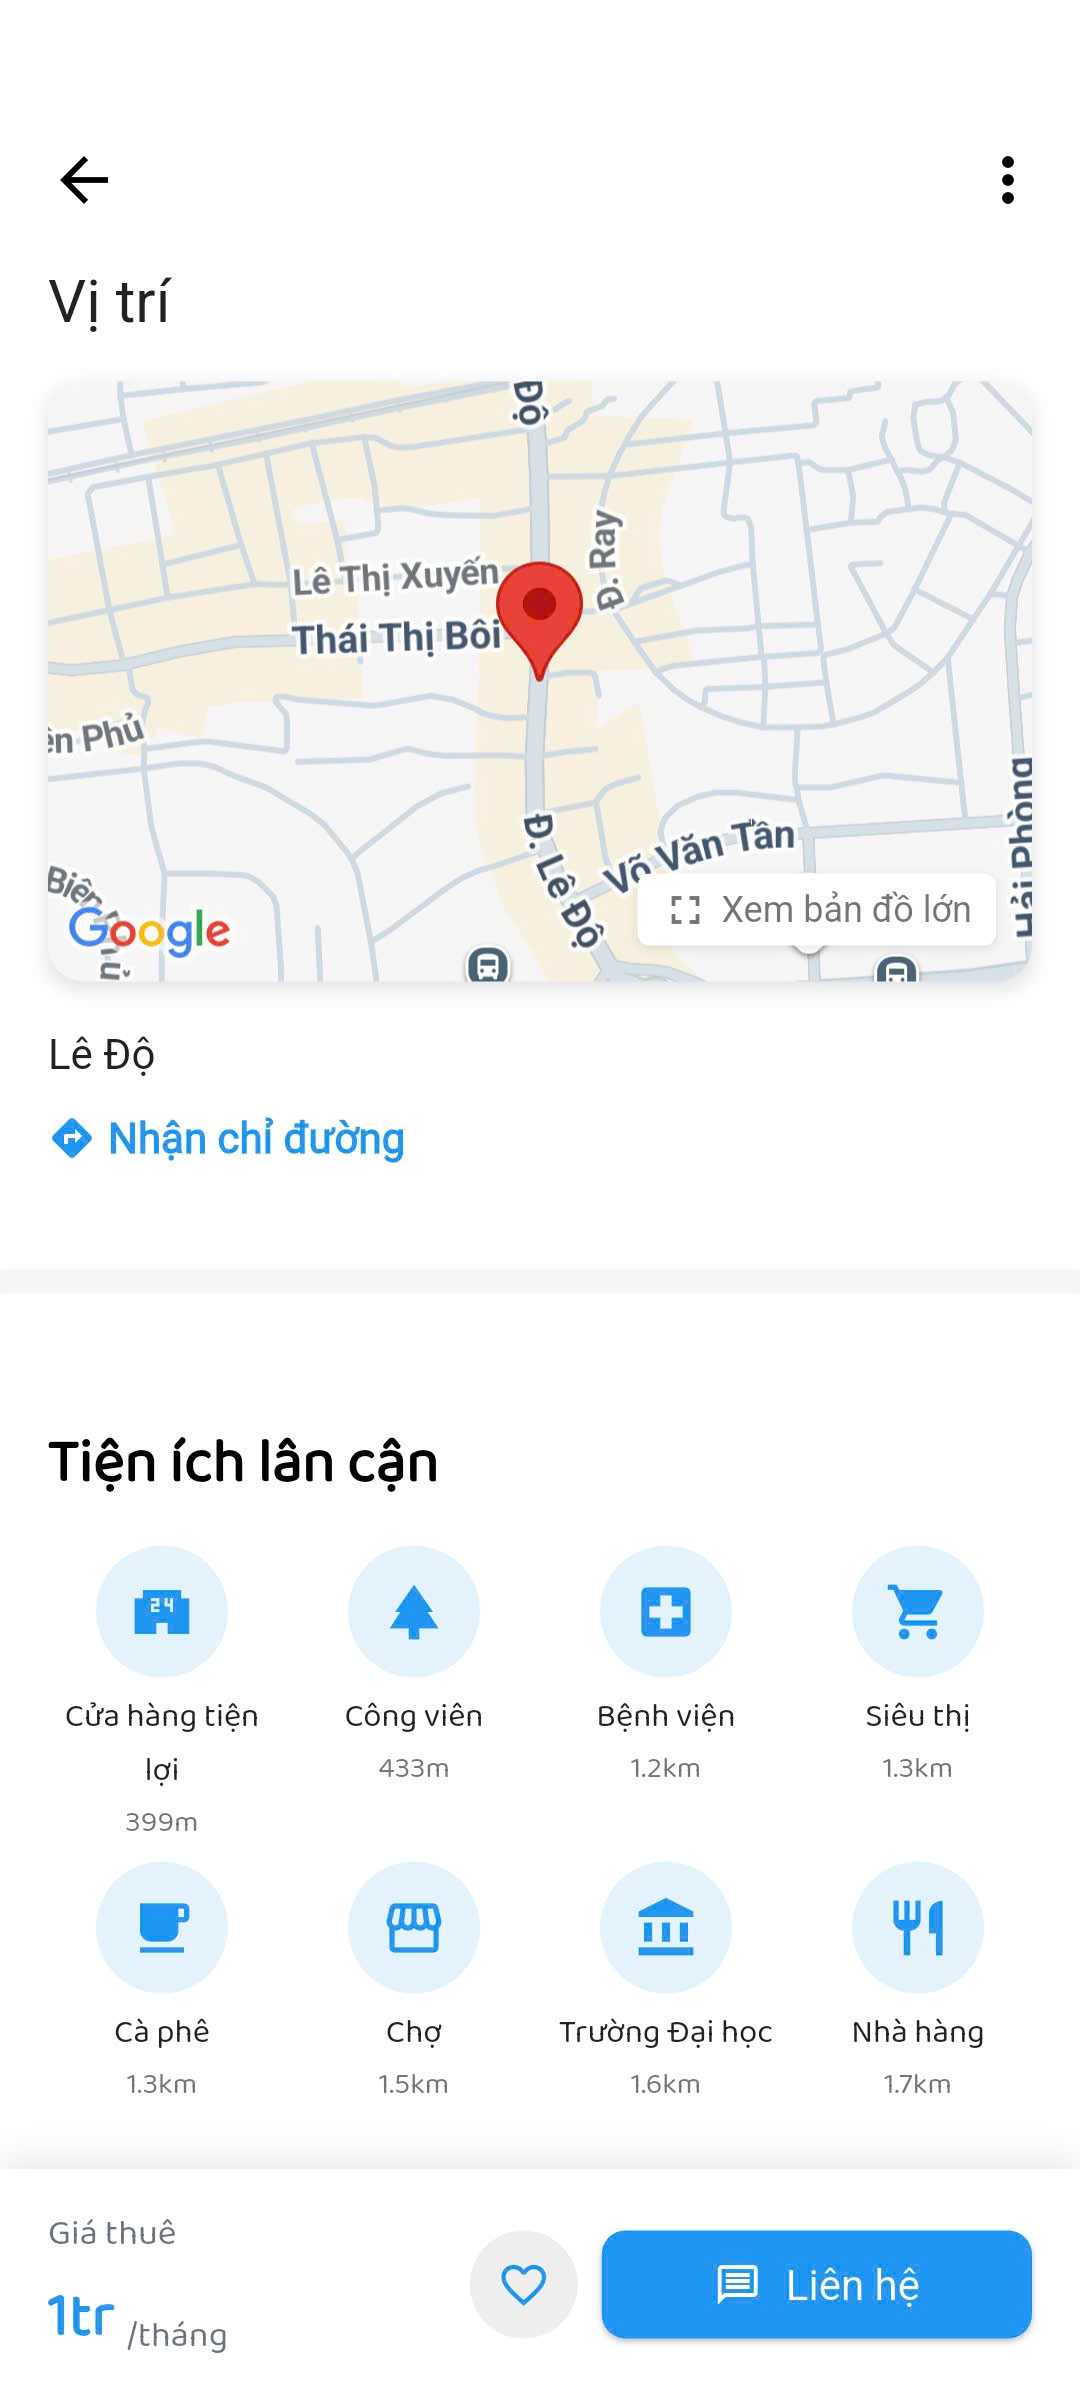 Vị trí
Độ
Đ. Ray
Lê Thị Xuyến
Thái Thị Bôi
ên Phủ
Hải Phòng
Võ Văn Tần
Đ. Lê Độ
Biên Phủ
Google
Xem bản đồ lớn
Lê Độ
Nhận chỉ đường
Tiện ích lân cận
24
Cửa hàng tiện
lợi
399m
Công viên
433m
Bệnh viện
1.2km
Siêu thị
1.3km
Cà phê
1.3km
Chợ
1.5km
Trường Đại học
1.6km
Nhà hàng
1.7km
Giá thuê
1tr /tháng
Liên hệ